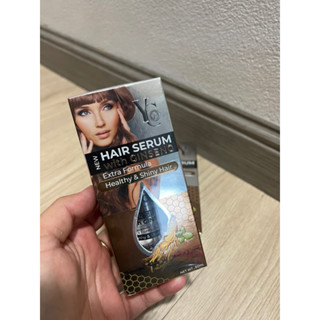 YC
NEW
HAIR SERUM
with GINSENG
Extra Formula
Healthy & Shiny Hair